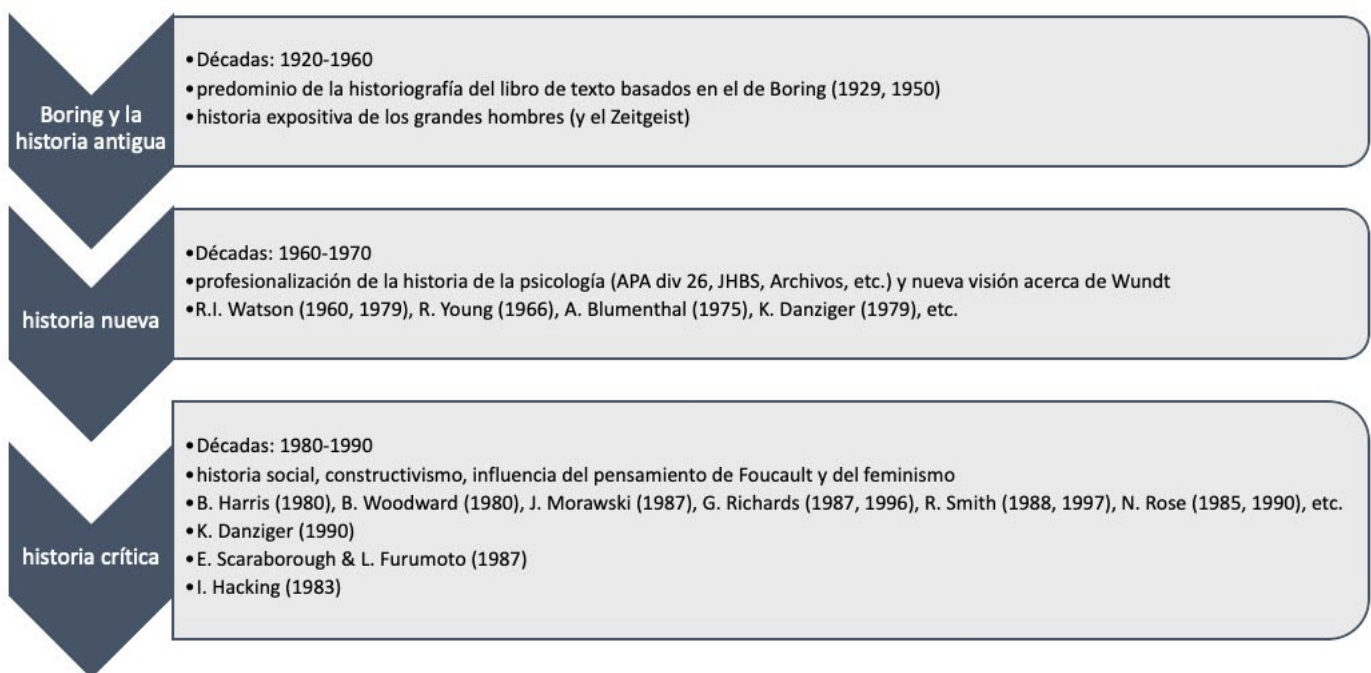 Boring y la
historia antigua
•Décadas: 1920-1960
•predominio de la historiografía del libro de texto basados en el de Boring (1929, 1950)
•historia expositiva de los grandes hombres (y el Zeitgeist)
historia nueva
•Décadas: 1960-1970
•profesionalización de la historia de la psicología (APA div 26, JHBS, Archivos, etc.) y nueva visión acerca de Wundt
•R.I. Watson (1960, 1979), R. Young (1966), A. Blumenthal (1975), K. Danziger (1979), etc.
historia crítica
•Décadas: 1980-1990
•historia social, constructivismo, influencia del pensamiento de Foucault y del feminismo
•B. Harris (1980), B. Woodward (1980), J. Morawski (1987), G. Richards (1987, 1996), R. Smith (1988, 1997), N. Rose (1985, 1990), etc.
•K. Danziger (1990)
•E. Scaraborough & L. Furumoto (1987)
•I. Hacking (1983)